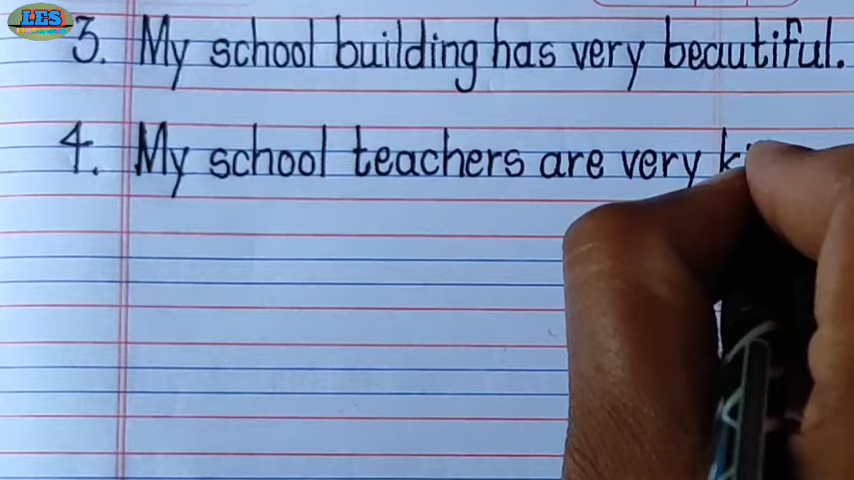 LES
3. My school building has very beautiful.
4. My school teachers are very